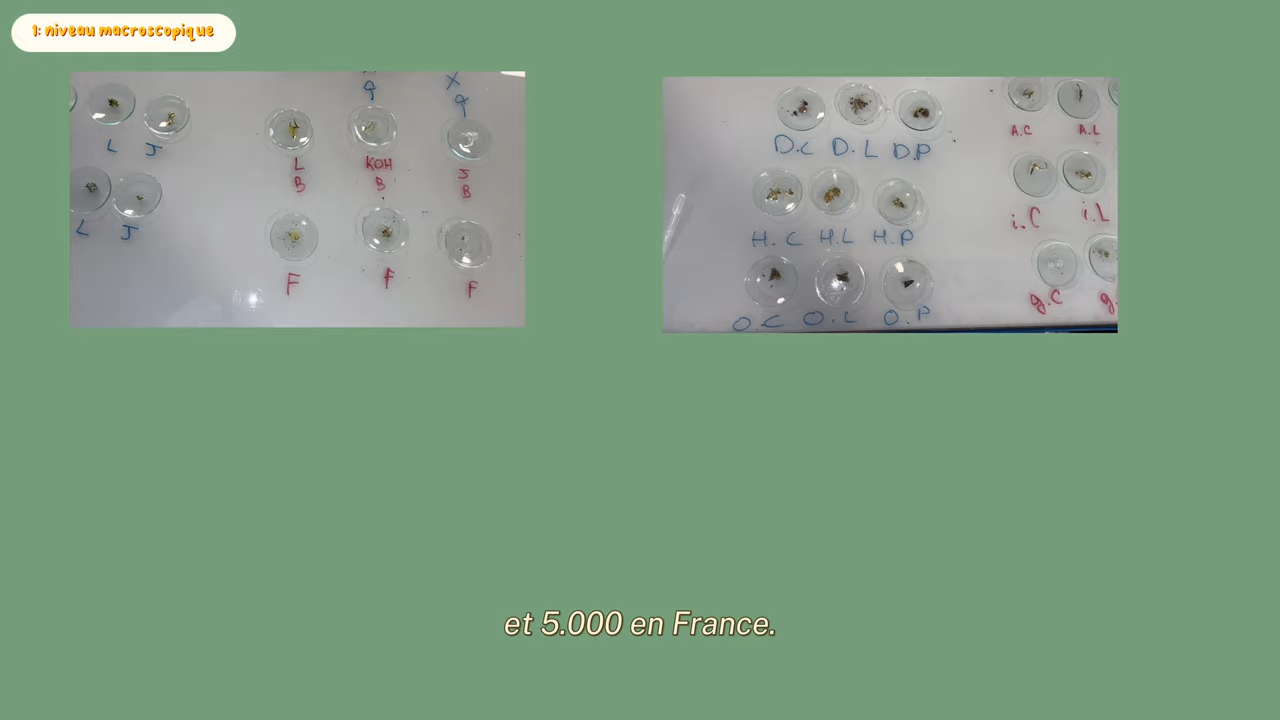 1: niveau macroscopique
q
q
L J
L
B
KOH
B
J
B
L J
F F F
D.C D.L D.P
H.C H.L H.P
O.C O.L O.P
A.C A.L
i.C i.L
g.C g.
et 5.000 en France.